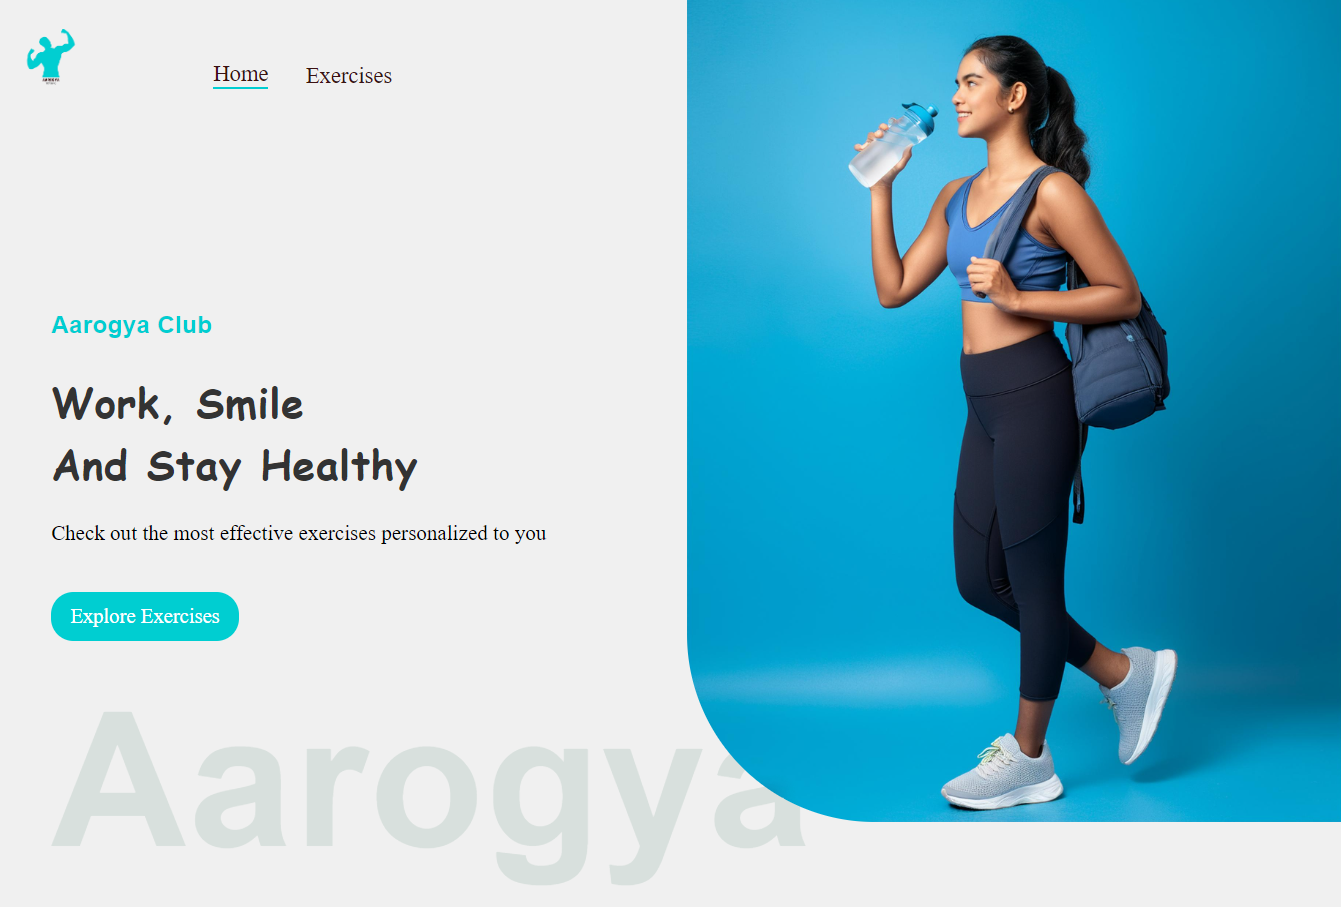 Home
Exercises
Aarogya Club
Work, Smile
And Stay Healthy
Check out the most effective exercises personalized to you
Explore Exercises
Aarogya